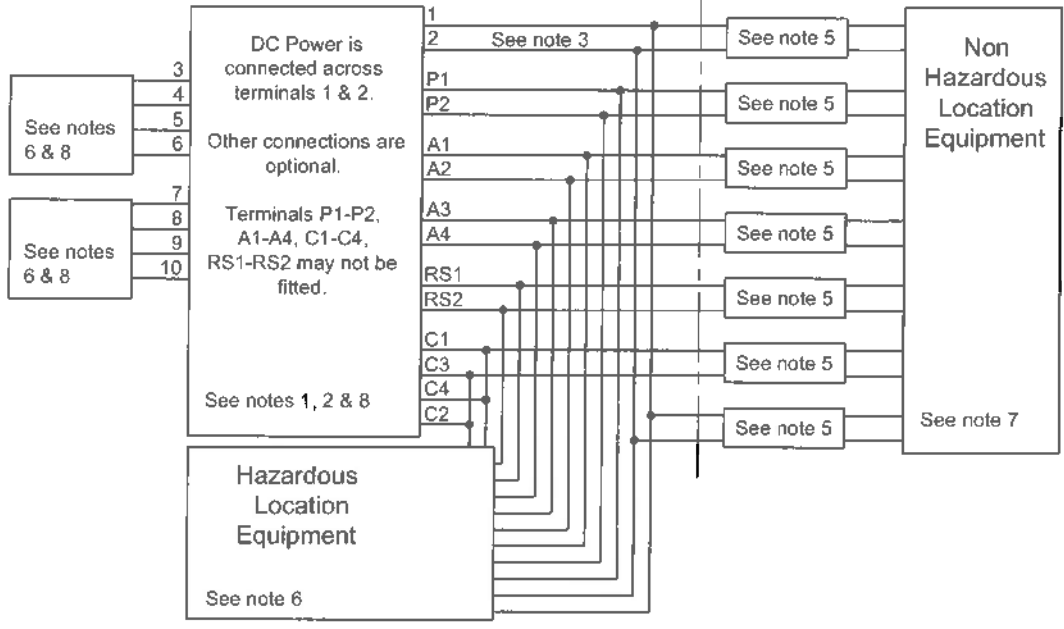 DC Power is
connected across
terminals 1 & 2.
Other connections are
optional.
Terminals P1-P2,
A1-A4, C1-C4,
RS1-RS2 may not be
fitted.
See notes 1, 2 & 8
3
4
5
6
See notes
6 & 8
7
8
9
10
See notes
6 & 8
1
2
See note 3
P1
P2
A1
A2
A3
A4
RS1
RS2
C1
C3
C4
C2
See note 5
See note 5
See note 5
See note 5
See note 5
See note 5
See note 5
Non
Hazardous
Location
Equipment
See note 7
Hazardous
Location
Equipment
See note 6